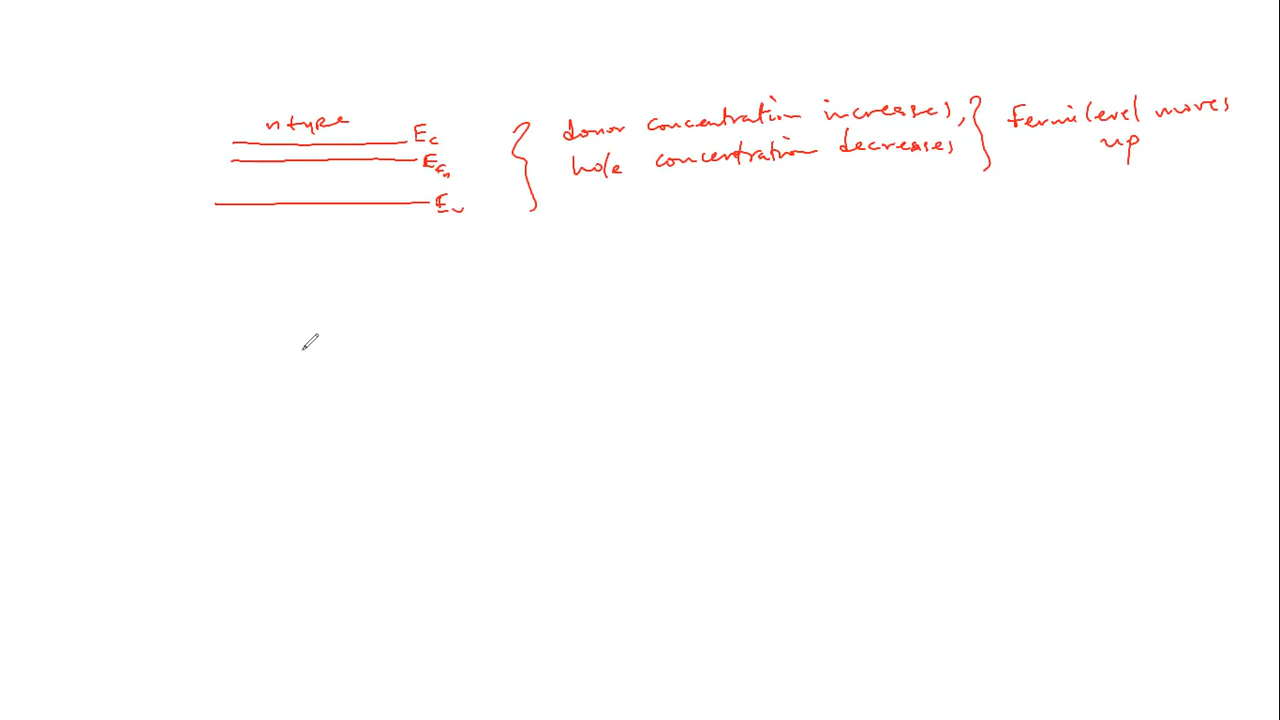 n type
Ec
EFn
Ev
donor concentration increases,
hole concentration decreases
Fermi level moves
up